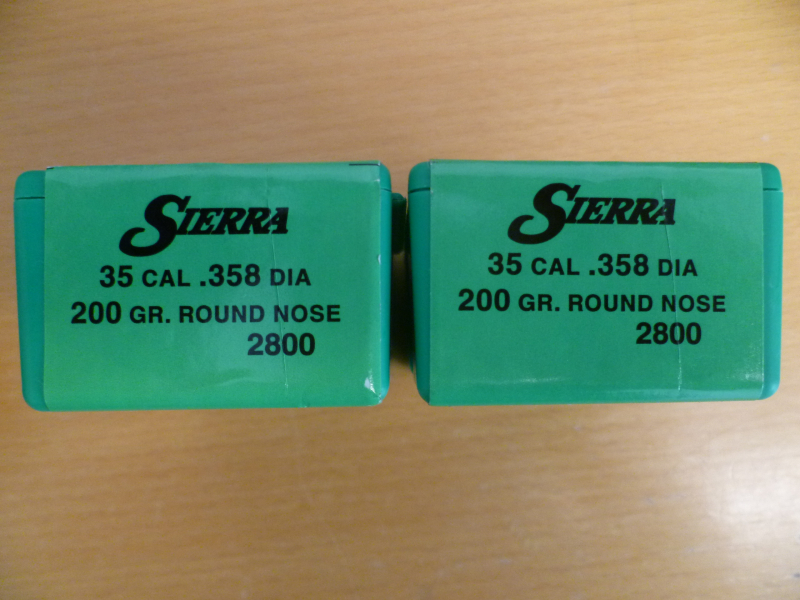 SIERRA
35 CAL .358 DIA
200 GR. ROUND NOSE
2800
SIERRA
35 CAL .358 DIA
200 GR. ROUND NOSE
2800